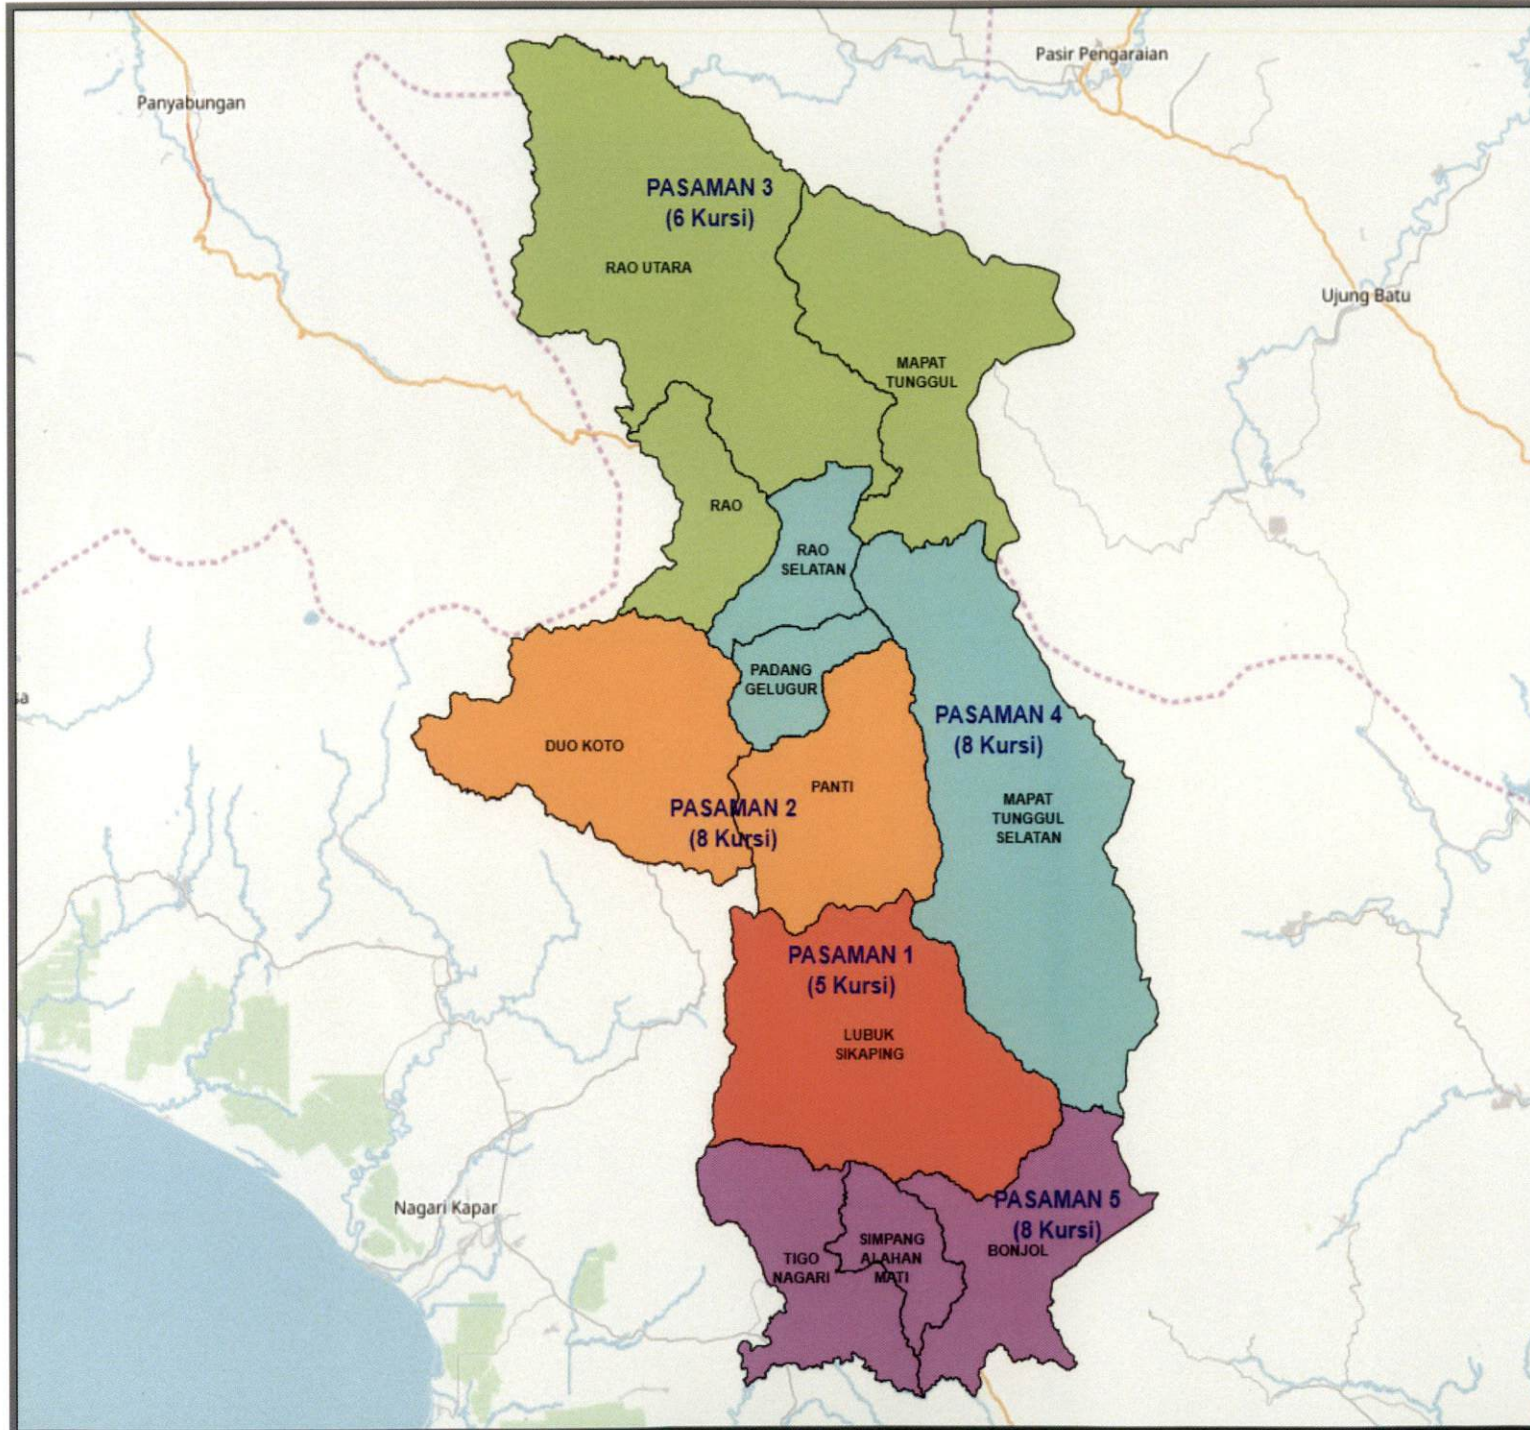 Pasir Pengaraian
Panyabungan
PASAMAN 3
(6 Kursi)
RAO UTARA
Ujung Batu
MAPAT
TUNGGUL
RAO
RAO
SELATAN
PADANG
GELUGUR
sa
PASAMAN 4
(8 Kursi)
DUO KOTO
PANTI
PASAMAN 2
(8 Kursi)
MAPAT
TUNGGUL
SELATAN
PASAMAN 1
(5 Kursi)
LUBUK
SIKAPING
Nagari Kapar
PASAMAN 5
(8 Kursi)
BONJOL
SIMPANG
ALAHAN
MATI
TIGO
NAGARI